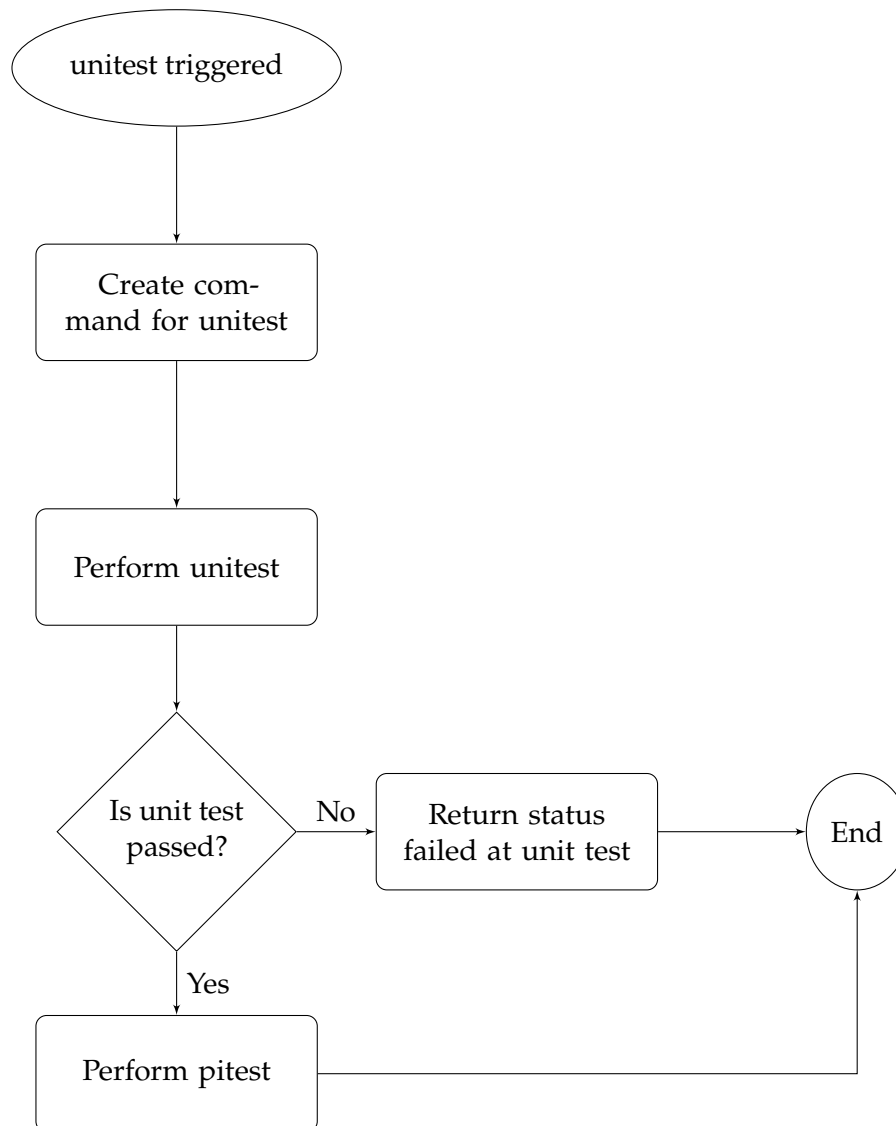 unitest triggered
Create com-
mand for unitest
Perform unitest
Is unit test
passed?
No
Return status
failed at unit test
End
Yes
Perform pitest